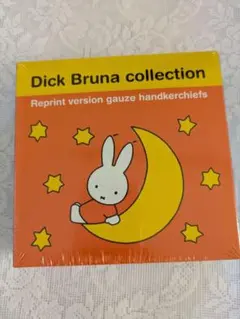 Dick Bruna collection
Reprint version gauze handkerchiefs